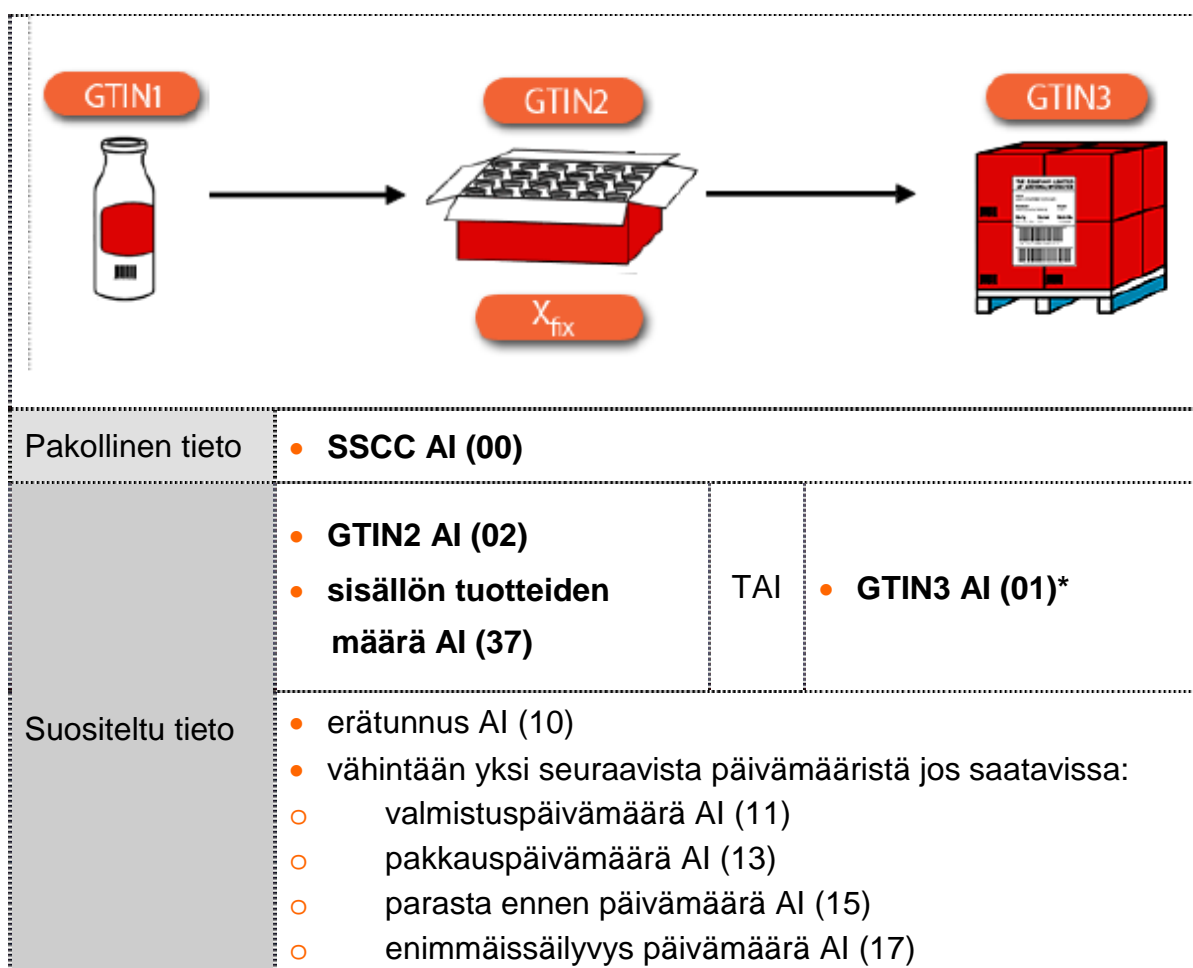 GTIN1
GTIN2
GTIN3
Xfix
Pakollinen tieto
• SSCC AI (00)
Suositeltu tieto
• GTIN2 AI (02)
• sisällön tuotteiden
määrä AI (37)
TAI
• GTIN3 AI (01)*
• erätunnus AI (10)
• vähintään yksi seuraavista päivämääristä jos saatavissa:
o valmistuspäivämäärä AI (11)
o pakkauspäivämäärä AI (13)
o parasta ennen päivämäärä AI (15)
o enimmäissäilyvyys päivämäärä AI (17)